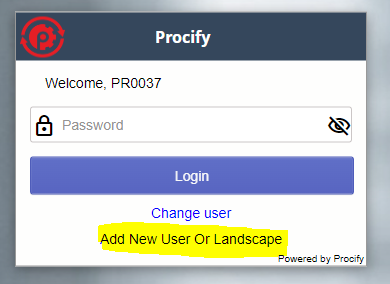 Procify
Welcome, PR0037
Password
Login
Change user
Add New User Or Landscape
Powered by Procify